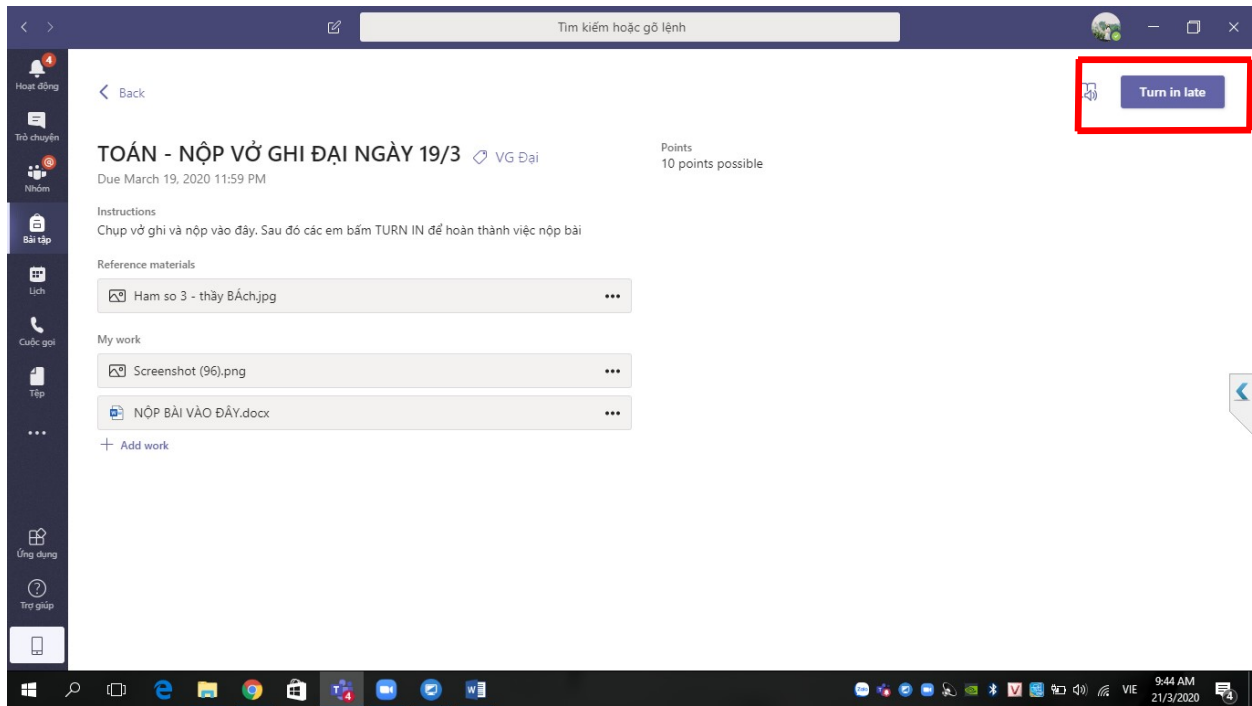 Tìm kiếm hoặc gõ lệnh
4
Hoạt động
Trò chuyện
@
Nhóm
Bài tập
Lịch
Cuộc gọi
Tệp
Ứng dụng
Trợ giúp
Back
Turn in late
TOÁN - NỘP VỞ GHI ĐẠI NGÀY 19/3 VG Đại
Due March 19, 2020 11:59 PM
Points
10 points possible
Instructions
Chụp vở ghi và nộp vào đây. Sau đó các em bấm TURN IN để hoàn thành việc nộp bài
Reference materials
Ham so 3 - thầy BÁch.jpg
My work
Screenshot (96).png
NỘP BÀI VÀO ĐÂY.docx
+ Add work
4
VIE
9:44 AM
21/3/2020
4